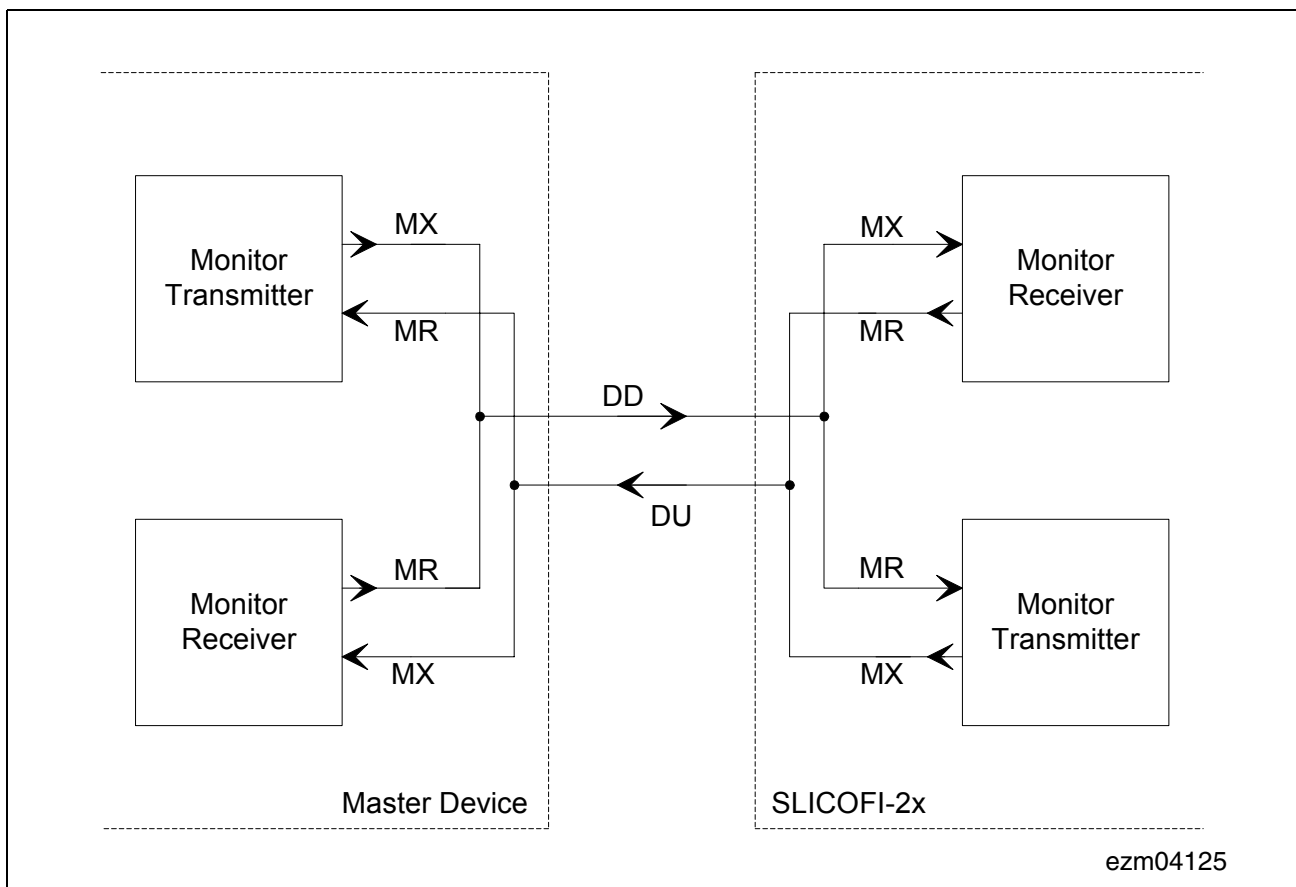 MX
Monitor
Transmitter
MR
MX
Monitor
Receiver
MR
DD
DU
MR
Monitor
Receiver
MX
MR
Monitor
Transmitter
MX
Master Device
SLICOFI-2x
ezm04125